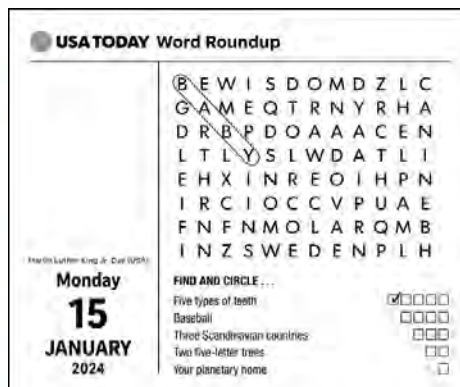 USA TODAY Word Roundup
B E W I S D O M D Z L C
G A M E Q T R N Y R H A
D R B P D O A A A C E N
L T L Y S L W D A T L I
E H X I N R E O I H P N
I R C I O C C V P U A E
F N F N M O L A R Q M B
I N Z S W E D E N P L H
Martin Luther King Jr. Day (USA)
Monday
15
JANUARY
2024
FIND AND CIRCLE...
Five types of teeth
Baseball
Three Scandinavian countries
Two five-letter trees
Your planetary home